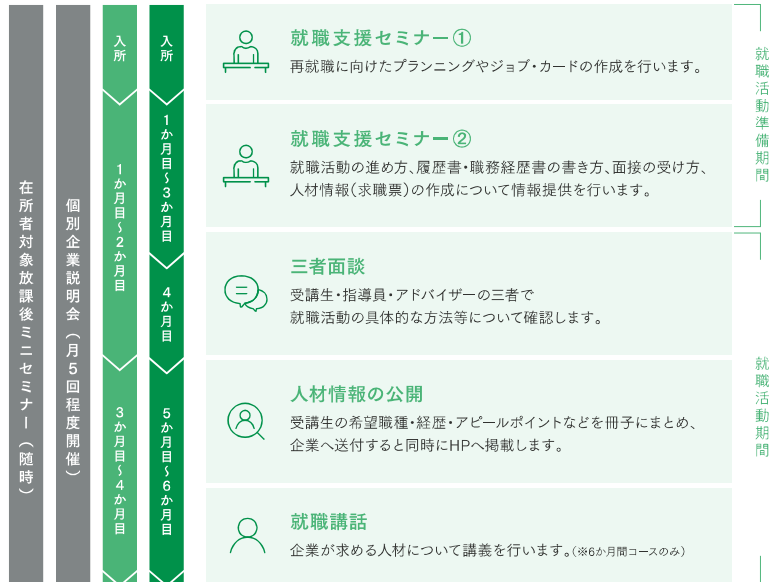 在所者対象放課後ミニセミナー（随時）
個別企業説明会（月5回程度開催）
入所
1か月目〜2か月目
3か月目〜4か月目
入所
1か月目〜3か月目
4か月目
5か月目〜6か月目
就職支援セミナー①
再就職に向けたプランニングやジョブ・カードの作成を行います。
就職支援セミナー②
就職活動の進め方、履歴書・職務経歴書の書き方、面接の受け方、
人材情報（求職票）の作成について情報提供を行います。
三者面談
受講生・指導員・アドバイザーの三者で
就職活動の具体的な方法等について確認します。
人材情報の公開
受講生の希望職種・経歴・アピールポイントなどを冊子にまとめ、
企業へ送付すると同時にHPへ掲載します。
就職講話
企業が求める人材について講義を行います。（※6か月間コースのみ）
就職活動準備期間
就職活動期間